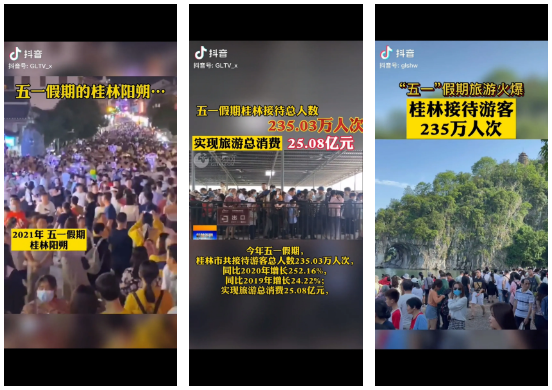 抖音
抖音号: GLTV_x
五一假期的桂林阳朔…
2021年 五一假期
桂林阳朔
抖音
抖音号: GLTV_x
五一假期桂林接待总人数
235.03万人次
实现旅游总消费 25.08亿元
今年五一假期，
桂林市共接待游客总人数235.03万人次，
同比2020年增长252.16%，
同比2019年增长24.22%；
实现旅游总消费25.08亿元，
抖音
抖音号: glshw
“五一”假期旅游火爆
桂林接待游客
235万人次